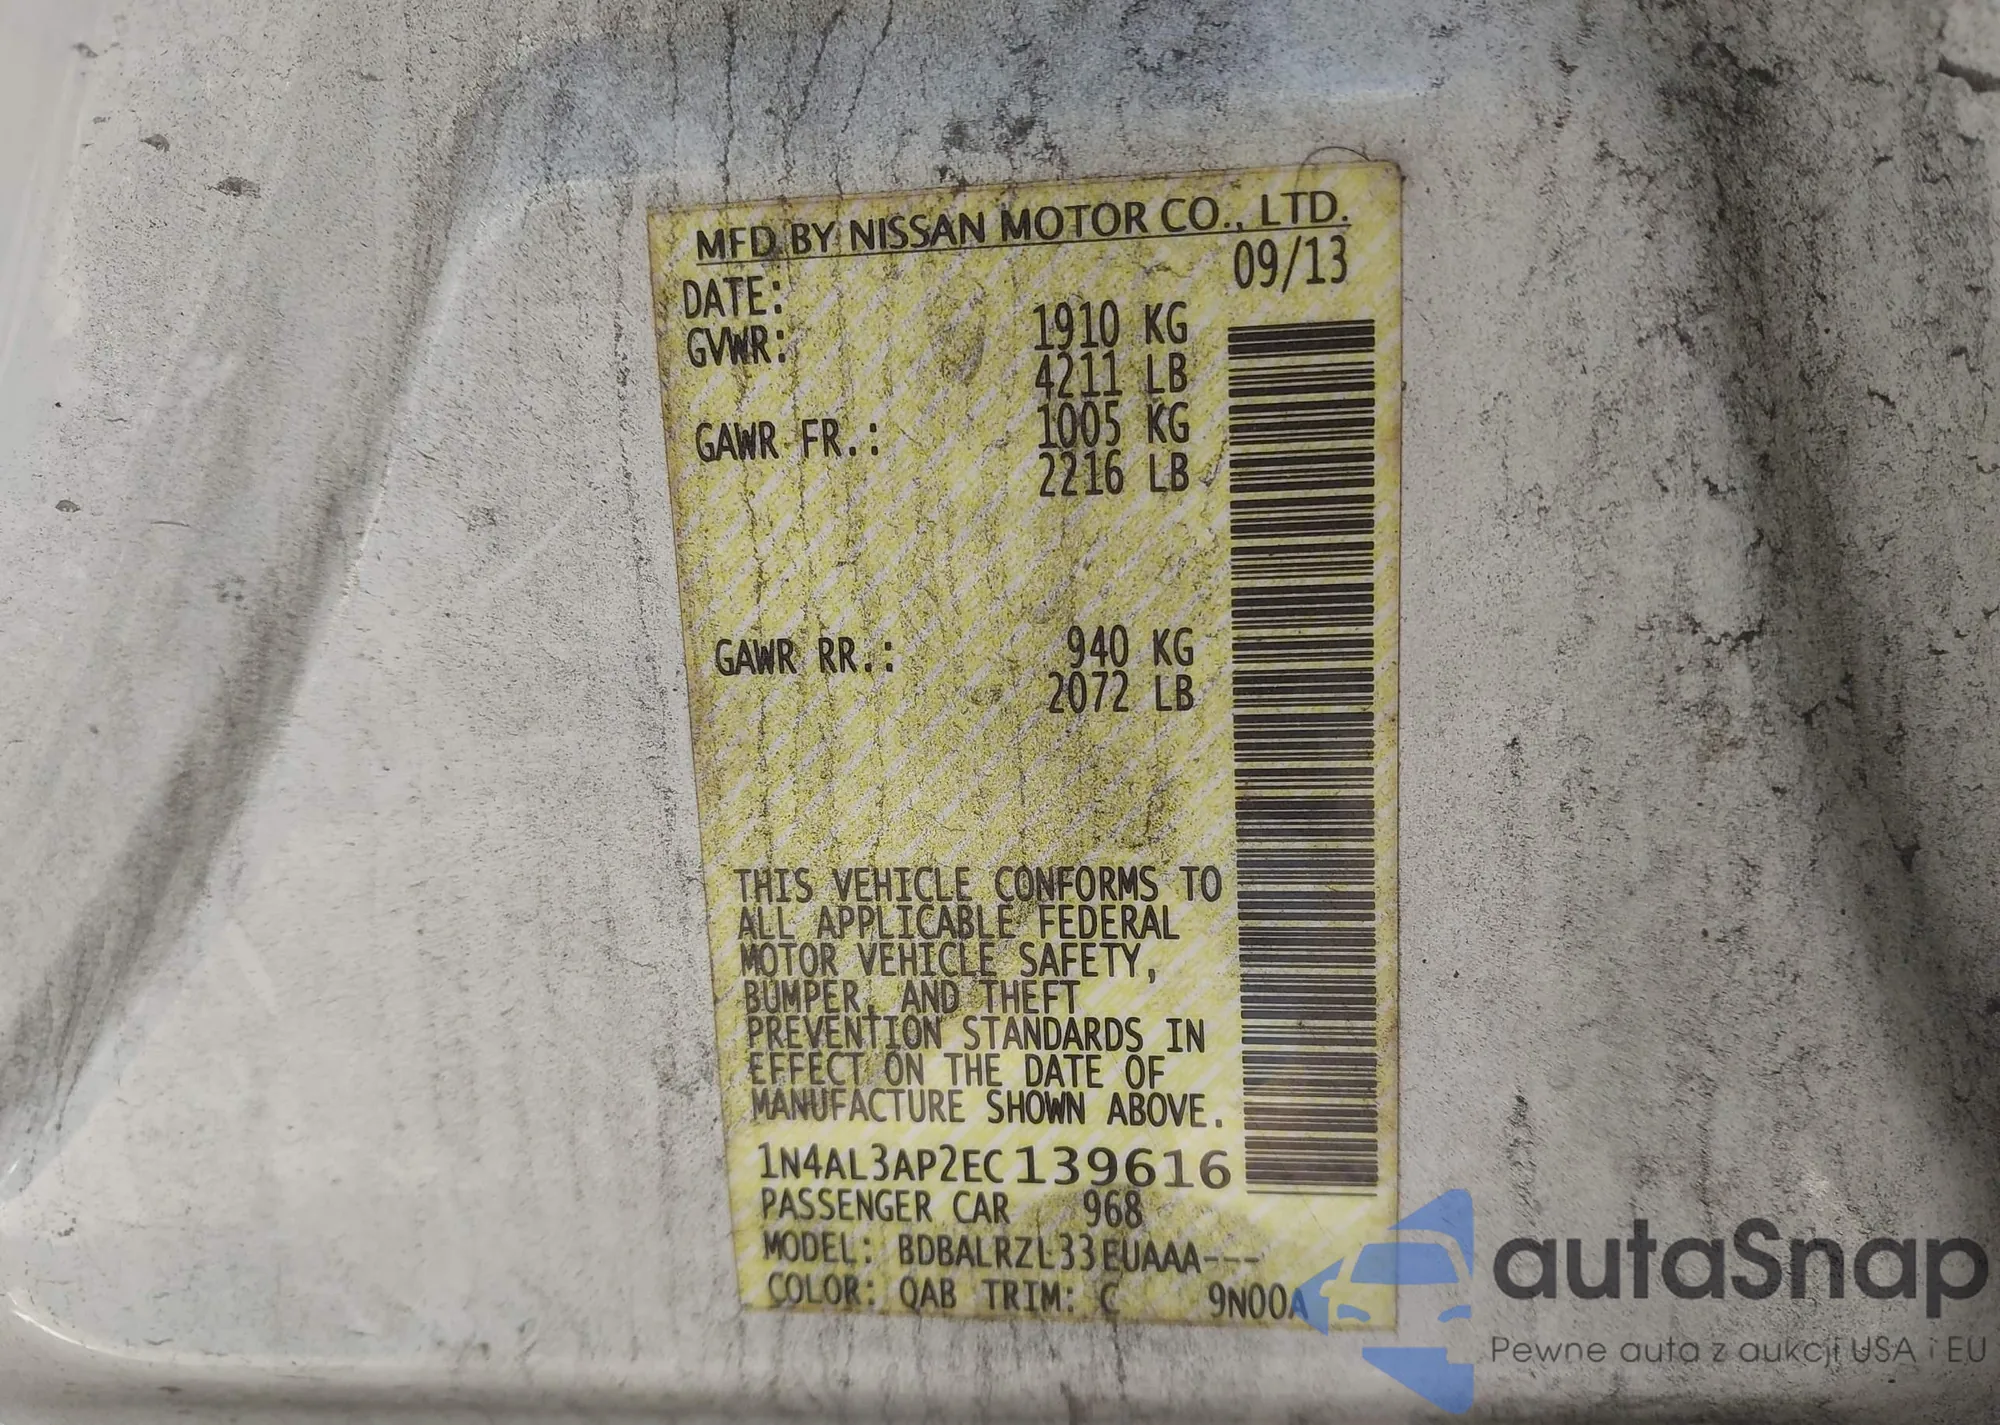 MFD BY NISSAN MOTOR CO., LTD.
DATE: 09/13
GVWR: 1910 KG
4211 LB
GAWR FR.: 1005 KG
2216 LB
GAWR RR.: 940 KG
2072 LB
THIS VEHICLE CONFORMS TO
ALL APPLICABLE FEDERAL
MOTOR VEHICLE SAFETY,
BUMPER, AND THEFT
PREVENTION STANDARDS IN
EFFECT ON THE DATE OF
MANUFACTURE SHOWN ABOVE.
1N4AL3AP2EC139616
PASSENGER CAR 968
MODEL: BDBALRZL33EUAAA---
COLOR: QAB TRIM: C 9N00A
autaSnap
Pewne auta z aukcji USA i EU